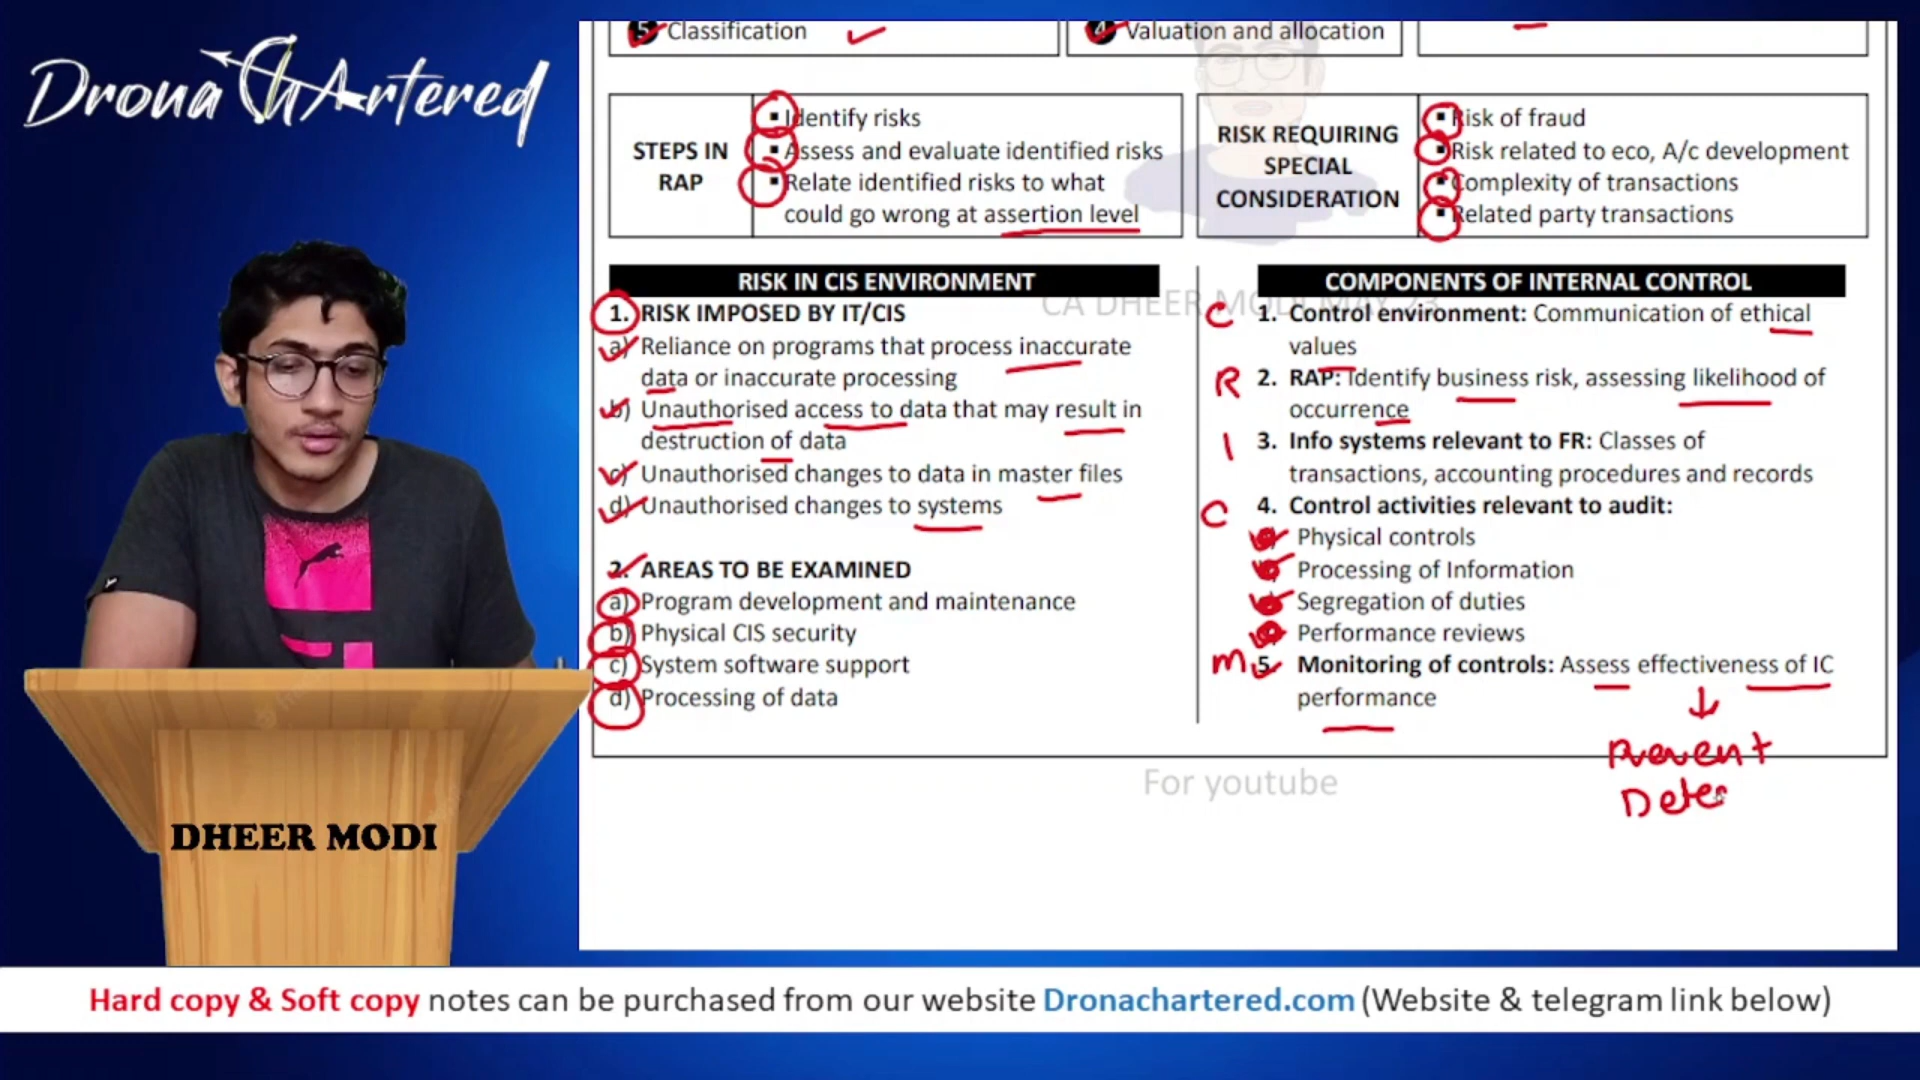 Drona ChArtered
5 Classification
4 Valuation and allocation
STEPS IN
RAP
Identify risks
Assess and evaluate identified risks
Relate identified risks to what
could go wrong at assertion level
RISK REQUIRING
SPECIAL
CONSIDERATION
Risk of fraud
Risk related to eco, A/c development
Complexity of transactions
Related party transactions
RISK IN CIS ENVIRONMENT
1. RISK IMPOSED BY IT/CIS
a) Reliance on programs that process inaccurate
data or inaccurate processing
b) Unauthorised access to data that may result in
destruction of data
c) Unauthorised changes to data in master files
d) Unauthorised changes to systems
2. AREAS TO BE EXAMINED
a) Program development and maintenance
b) Physical CIS security
c) System software support
d) Processing of data
COMPONENTS OF INTERNAL CONTROL
CA DHEER MODI MAY 23
C 1. Control environment: Communication of ethical
values
R 2. RAP: Identify business risk, assessing likelihood of
occurrence
I 3. Info systems relevant to FR: Classes of
transactions, accounting procedures and records
C 4. Control activities relevant to audit:
Physical controls
Processing of Information
Segregation of duties
Performance reviews
M 5. Monitoring of controls: Assess effectiveness of IC
performance
Prevent
Detec
For youtube
DHEER MODI
Hard copy & Soft copy notes can be purchased from our website Dronachartered.com (Website & telegram link below)